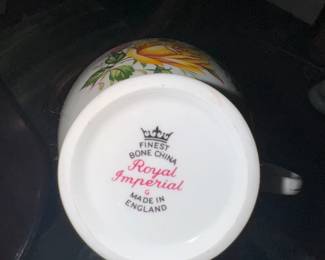 FINEST
BONE CHINA
Royal
Imperial
G
MADE IN
ENGLAND